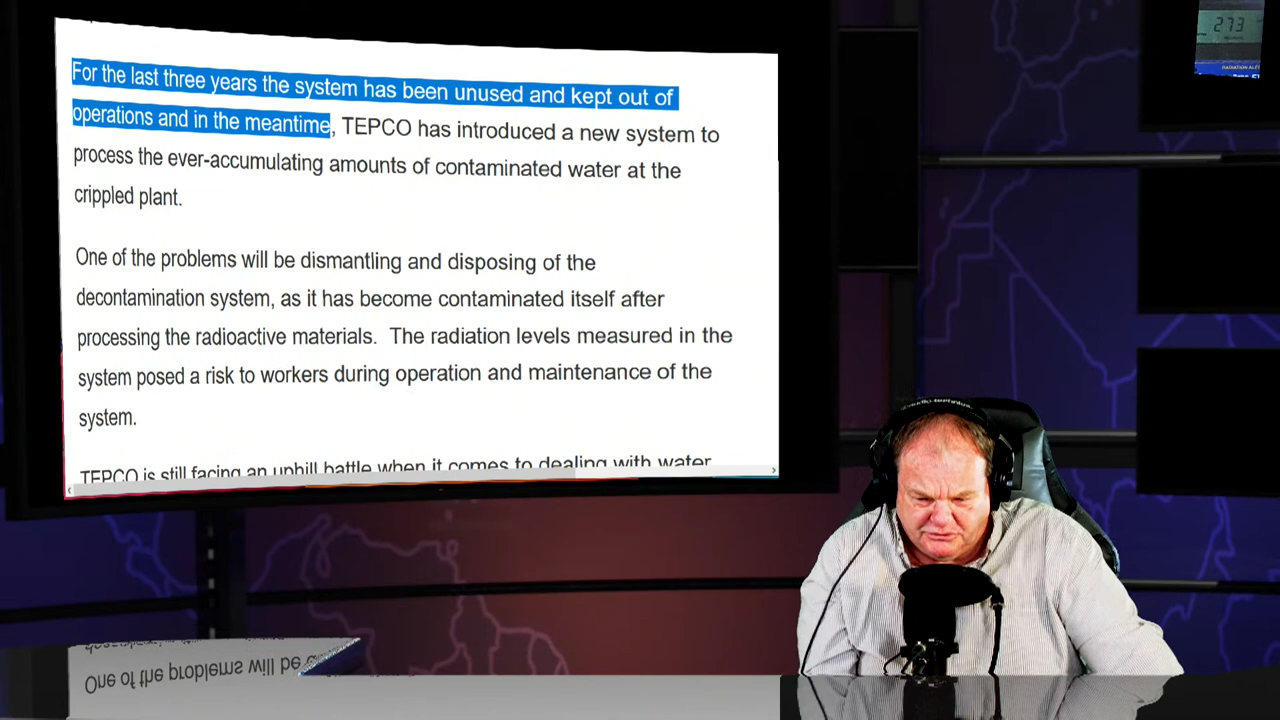 For the last three years the system has been unused and kept out of
operations and in the meantime, TEPCO has introduced a new system to
process the ever-accumulating amounts of contaminated water at the
crippled plant.
One of the problems will be dismantling and disposing of the
decontamination system, as it has become contaminated itself after
processing the radioactive materials. The radiation levels measured in the
system posed a risk to workers during operation and maintenance of the
system.
TEPCO is still facing an uphill battle when it comes to dealing with water
273
RADIATION ALE
One of the problems will be